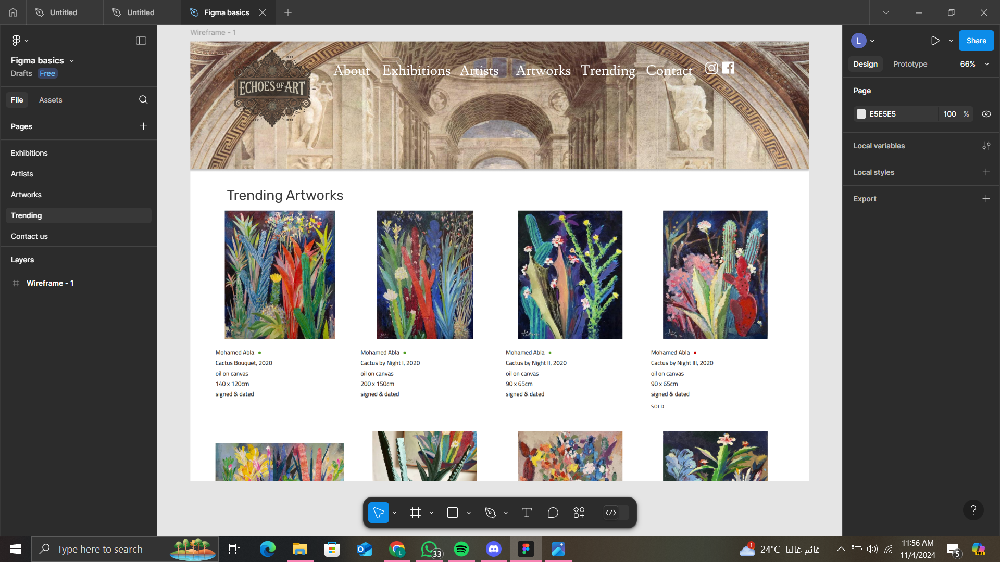 Untitled
Untitled
Figma basics
Figma basics
Drafts Free
File Assets
Pages
Exhibitions
Artists
Artworks
Trending
Contact us
Layers
Wireframe - 1
Wireframe - 1
ECHOES OF ART
About Exhibitions Artists Artworks Trending Contact
Trending Artworks
Mohamed Abla
Cactus Bouquet, 2020
oil on canvas
140 x 120cm
signed & dated
Mohamed Abla
Cactus by Night I, 2020
oil on canvas
200 x 150cm
signed & dated
Mohamed Abla
Cactus by Night II, 2020
oil on canvas
90 x 65cm
signed & dated
Mohamed Abla
Cactus by Night III, 2020
oil on canvas
90 x 65cm
signed & dated
SOLD
L
Share
Design Prototype 66%
Page
E5E5E5 100 %
Local variables
Local styles
Export
?
Type here to search
33
1
24°C غائم غالبًا
11:56 AM
11/4/2024
5
PRE